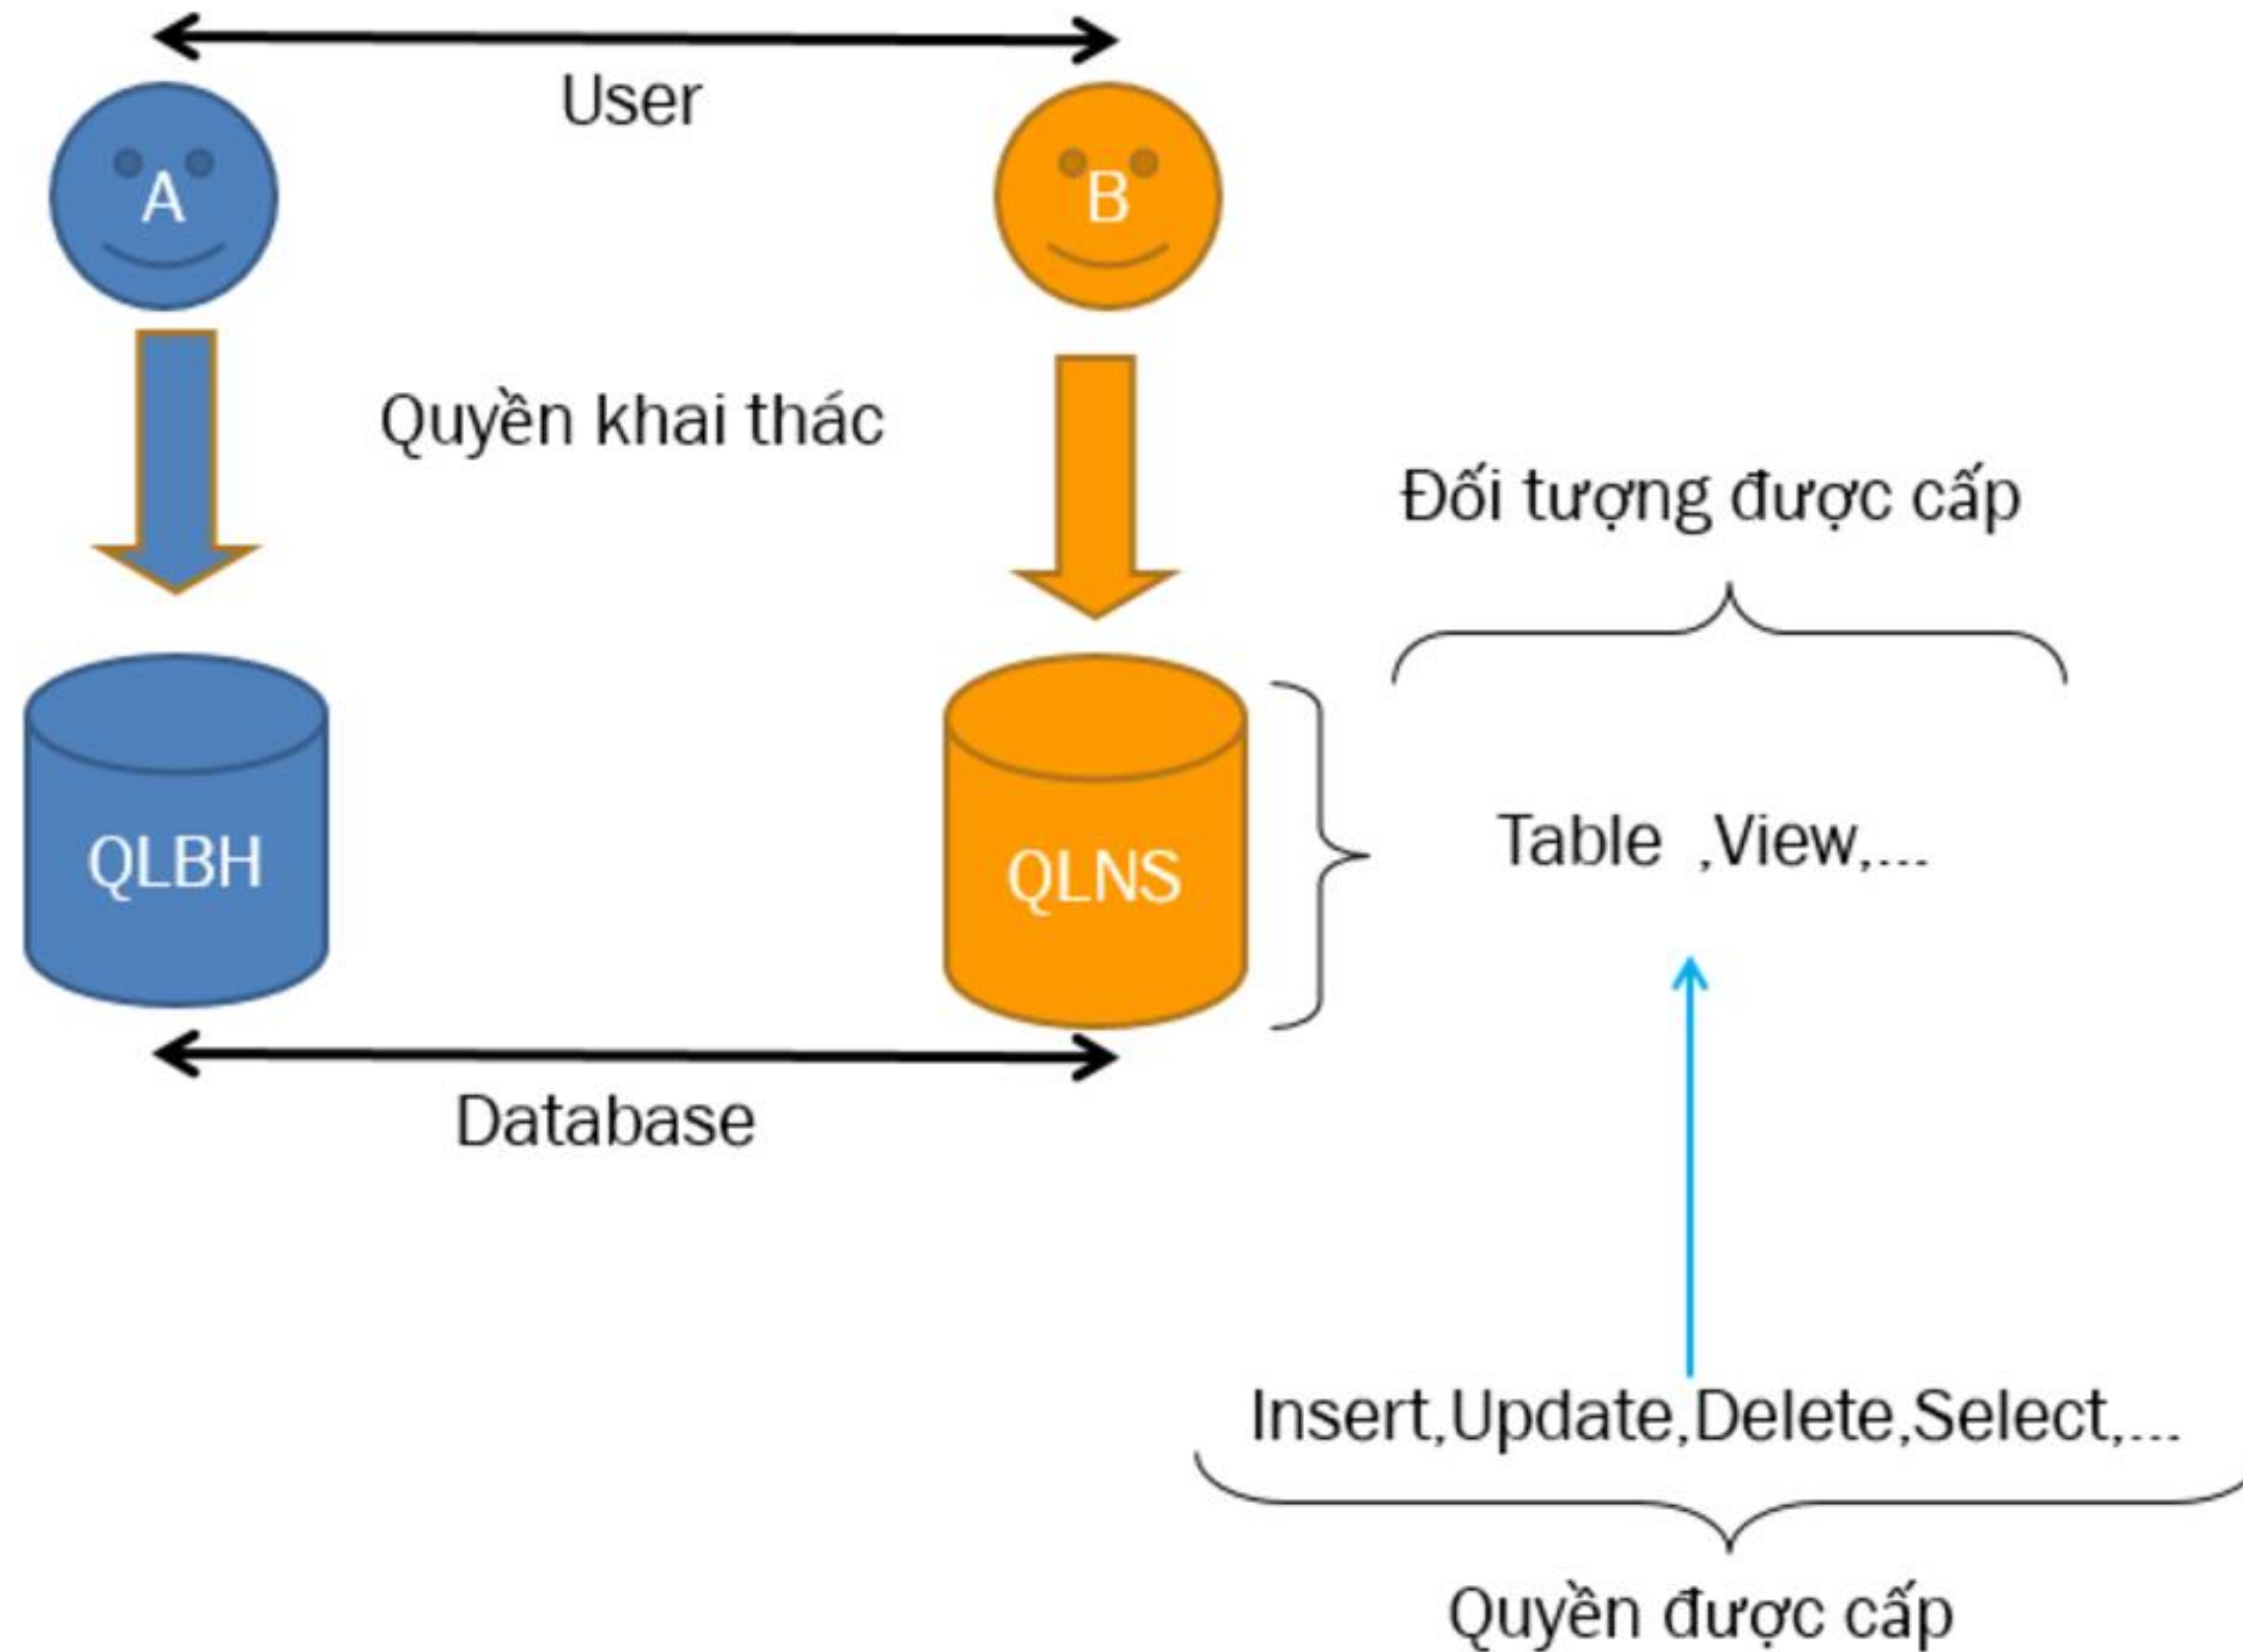 User
A
B
Quyền khai thác
Đối tượng được cấp
QLBH
QLNS
Table ,View,...
Database
Insert,Update,Delete,Select,...
Quyền được cấp